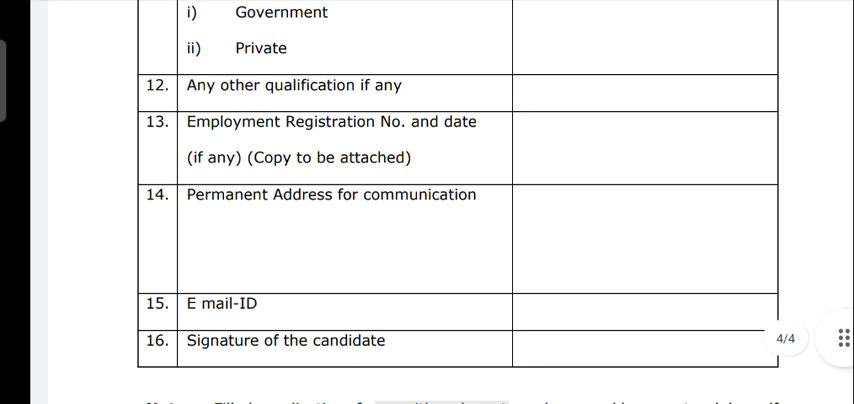 i) Government
ii) Private
12. Any other qualification if any
13. Employment Registration No. and date
(if any) (Copy to be attached)
14. Permanent Address for communication
15. E mail-ID
4/4
16. Signature of the candidate